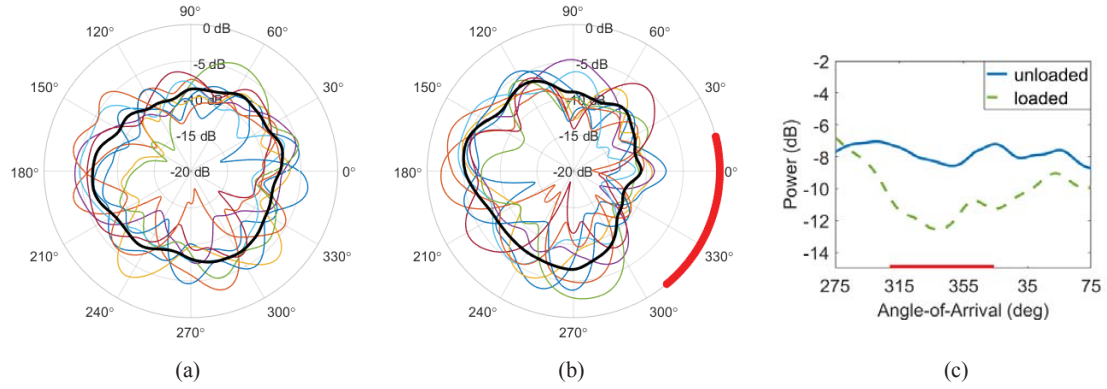 90°
120°
60°
150°
30°
180°
0°
210°
330°
240°
300°
270°
0 dB
-5 dB
-10 dB
-15 dB
-20 dB
(a)
90°
120°
60°
150°
30°
180°
0°
210°
330°
240°
300°
270°
0 dB
-5 dB
-10 dB
-15 dB
-20 dB
(b)
unloaded
loaded
Power (dB)
-2
-4
-6
-8
-10
-12
-14
275
315
355
35
75
Angle-of-Arrival (deg)
(c)